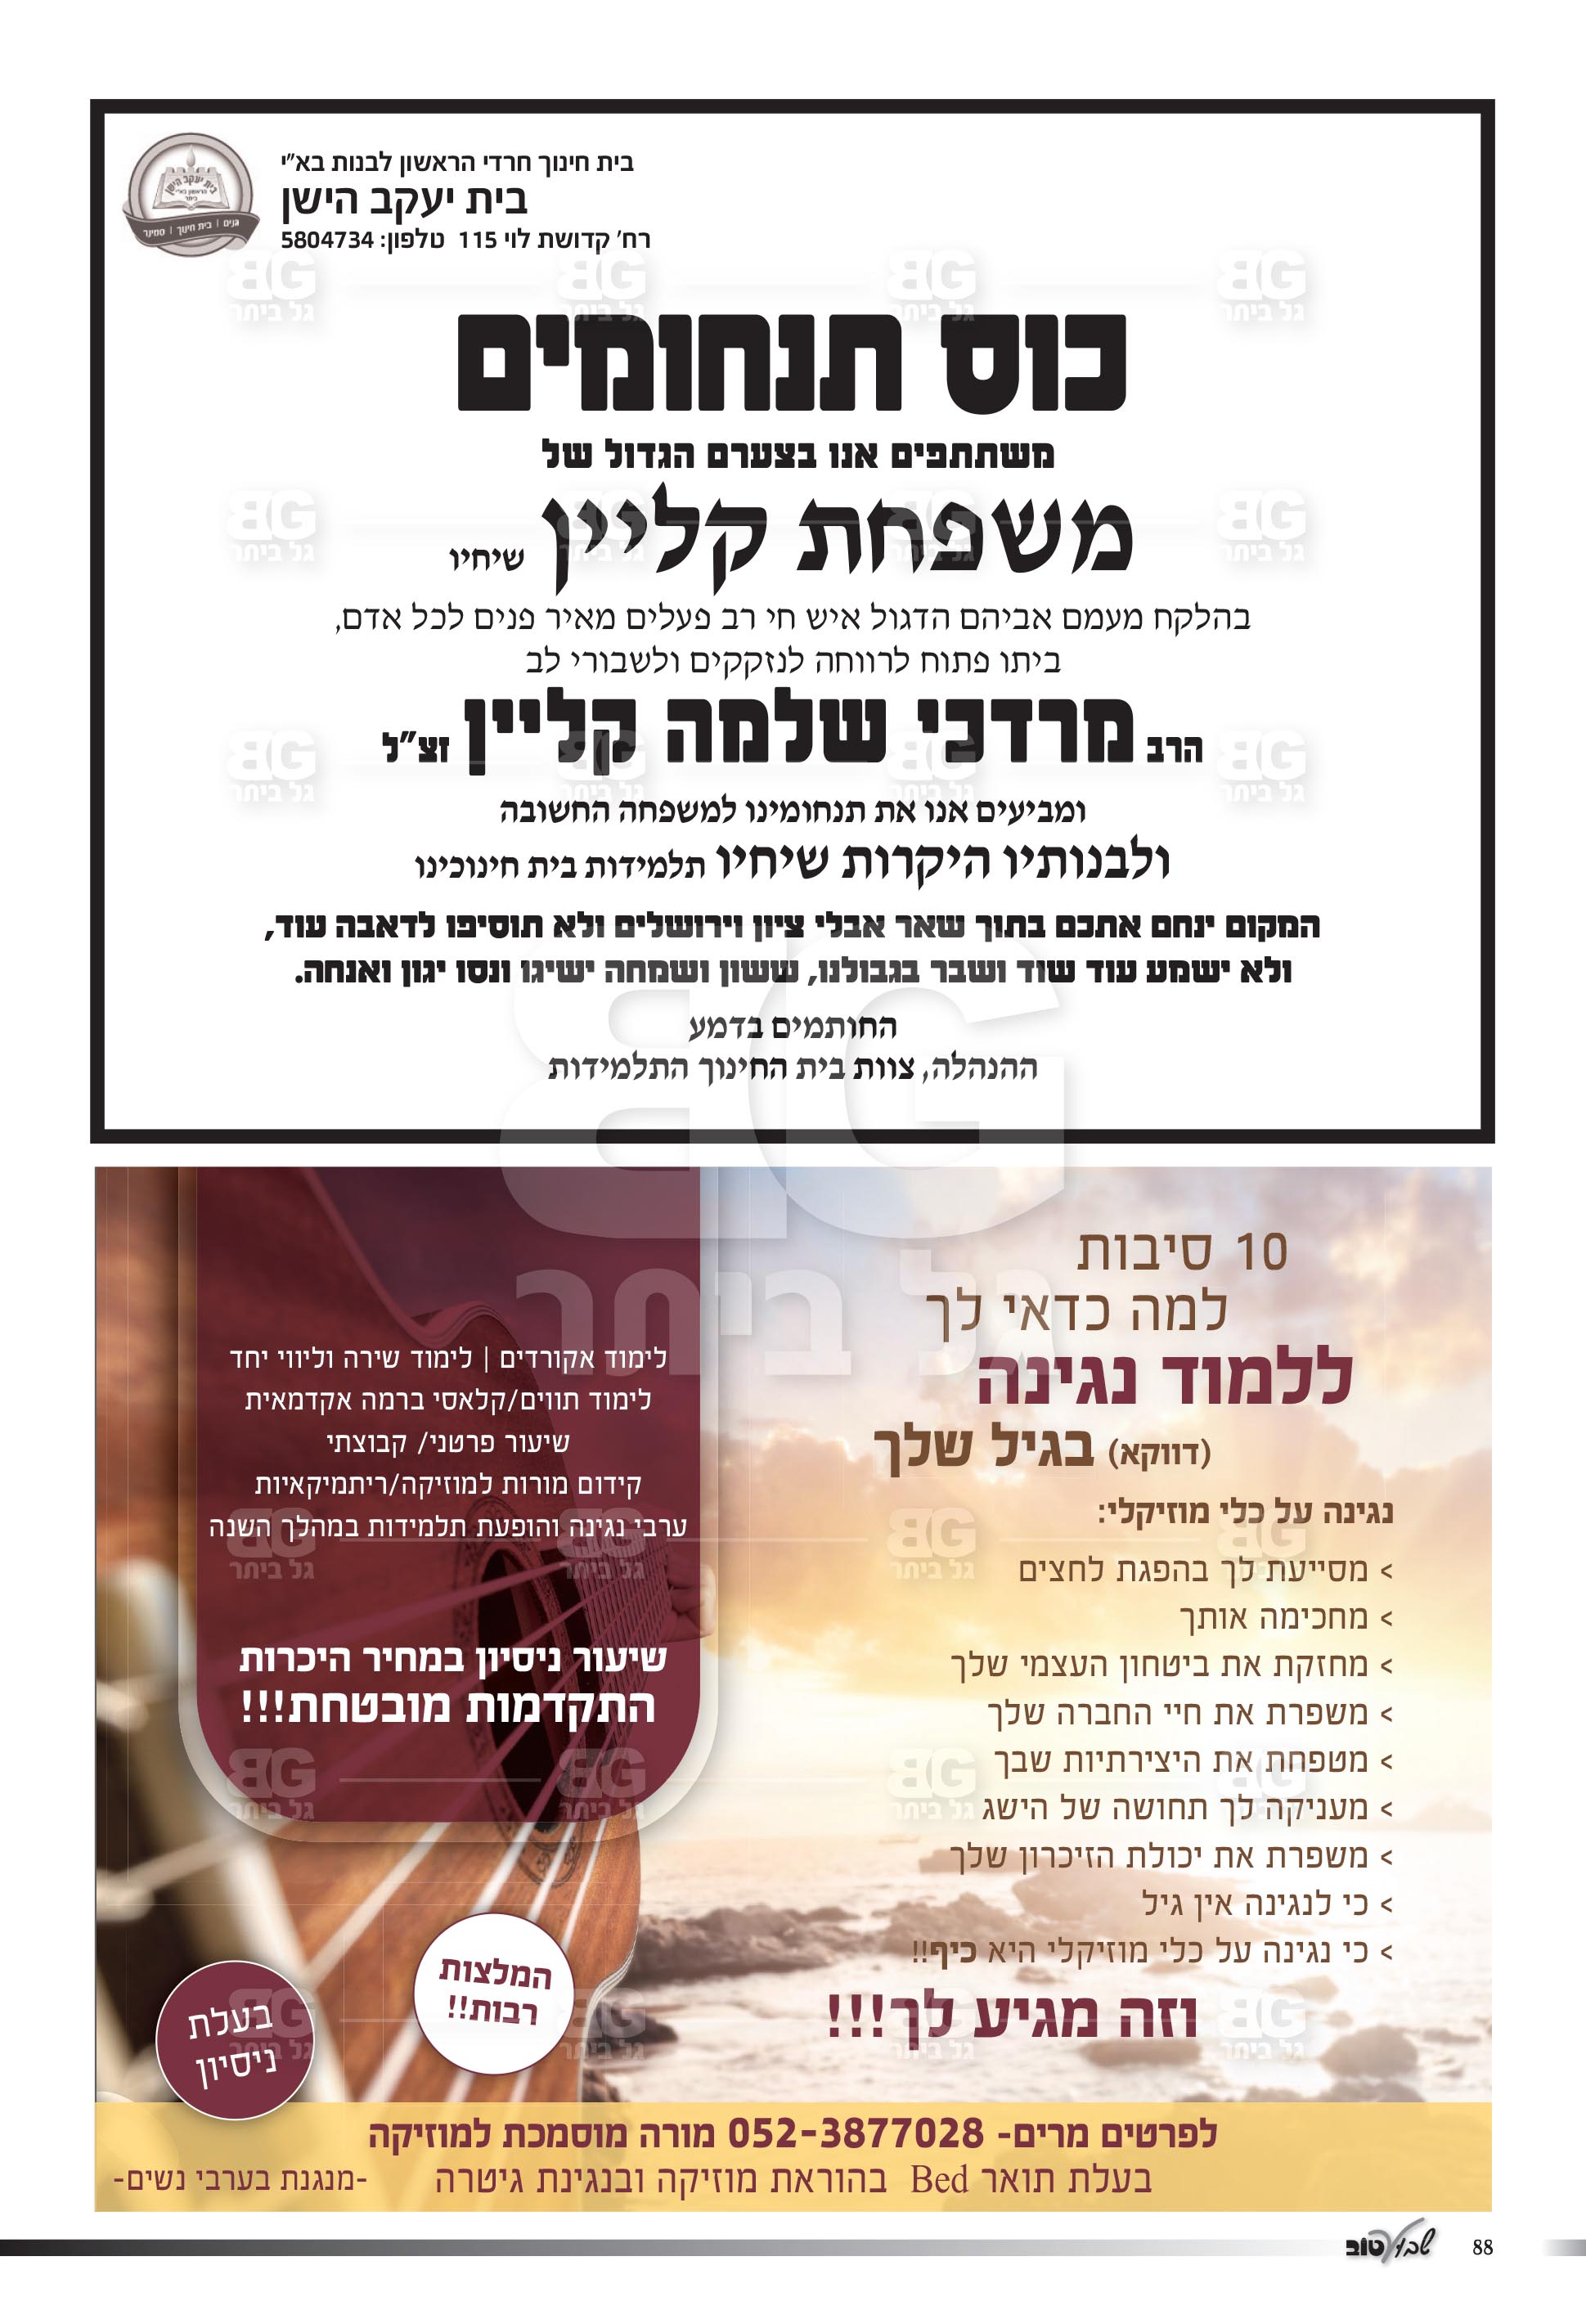 בית חינוך חרדי הראשון לבנות בא"י
בית יעקב הישן
רח' קדושת לוי 115 טלפון: 5804734
בית יעקב הישן
גנים | בית חינוך | סמינר
כוס תנחומים
משתתפים אנו בצערם הגדול של
משפחת קליין שיחיו
בהלקח מעמם אביהם הדגול איש חי רב פעלים מאיר פנים לכל אדם,
ביתו פתוח לרווחה לנזקקים ולשבורי לב
הרב מרדכי שלמה קליין זצ"ל
ומביעים אנו את תנחומינו למשפחה החשובה
ולבנותיו היקרות שיחיו תלמידות בית חינוכינו
המקום ינחם אתכם בתוך שאר אבלי ציון וירושלים ולא תוסיפו לדאבה עוד,
ולא ישמע עוד שוד ושבר בגבולנו, ששון ושמחה ישיגו ונסו יגון ואנחה.
החותמים בדמע
ההנהלה, צוות בית החינוך התלמידות
BG
גל ביתר
10 סיבות
למה כדאי לך
ללמוד נגינה
(דווקא) בגיל שלך
נגינה על כלי מוזיקלי:
> מסייעת לך בהפגת לחצים
> מחכימה אותך
> מחזקת את ביטחון העצמי שלך
> משפרת את חיי החברה שלך
> מטפחת את היצירתיות שבך
> מעניקה לך תחושה של הישג
> משפרת את יכולת הזיכרון שלך
> כי לנגינה אין גיל
> כי נגינה על כלי מוזיקלי היא כיף!!
וזה מגיע לך!!!
לימוד אקורדים | לימוד שירה וליווי יחד
לימוד תווים/קלאסי ברמה אקדמאית
שיעור פרטני/ קבוצתי
קידום מורות למוזיקה/ריתמיקאיות
ערבי נגינה והופעת תלמידות במהלך השנה
שיעור ניסיון במחיר היכרות
התקדמות מובטחת!!!
המלצות
רבות!!
בעלת
ניסיון
לפרטים מרים- 052-3877028 מורה מוסמכת למוזיקה
בעלת תואר Bed בהוראת מוזיקה ובנגינת גיטרה
-מנגנת בערבי נשים-
88
שבוע טוב